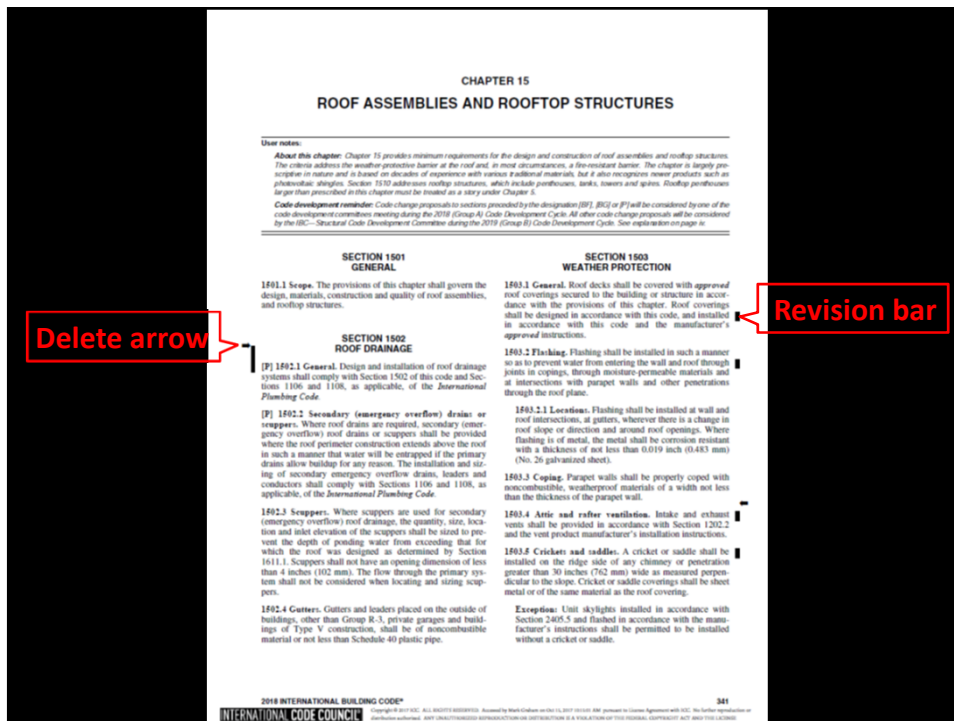 CHAPTER 15
ROOF ASSEMBLIES AND ROOFTOP STRUCTURES
User notes:
About this chapter: Chapter 15 provides minimum requirements for the design and construction of roof assemblies and rooftop structures.
The criteria address the weather-protective barrier at the roof and, in most circumstances, a fire-resistant barrier. The chapter is largely pre-
scriptive in nature and is based on decades of experience with various traditional materials, but it also recognizes newer products such as
photovoltaic shingles. Section 1510 addresses rooftop structures, which include penthouses, tanks, towers and spires. Rooftop penthouses
larger than prescribed in this chapter must be treated as a story under Chapter 5.
Code development reminder: Code change proposals to sections preceded by the designation [BF], [BG] or [P] will be considered by one of the
code development committees meeting during the 2018 (Group A) Code Development Cycle. All other code change proposals will be considered
by the IBC—Structural Code Development Committee during the 2019 (Group B) Code Development Cycle. See explanation on page iv.
SECTION 1501
GENERAL
1501.1 Scope. The provisions of this chapter shall govern the
design, materials, construction and quality of roof assemblies,
and rooftop structures.
Delete arrow
SECTION 1502
ROOF DRAINAGE
[P] 1502.1 General. Design and installation of roof drainage
systems shall comply with Section 1502 of this code and Sec-
tions 1106 and 1108, as applicable, of the International
Plumbing Code.
[P] 1502.2 Secondary (emergency overflow) drains or
scuppers. Where roof drains are required, secondary (emer-
gency overflow) roof drains or scuppers shall be provided
where the roof perimeter construction extends above the roof
in such a manner that water will be entrapped if the primary
drains allow buildup for any reason. The installation and siz-
ing of secondary emergency overflow drains, leaders and
conductors shall comply with Sections 1106 and 1108, as
applicable, of the International Plumbing Code.
1502.3 Scuppers. Where scuppers are used for secondary
(emergency overflow) roof drainage, the quantity, size, loca-
tion and inlet elevation of the scuppers shall be sized to pre-
vent the depth of ponding water from exceeding that for
which the roof was designed as determined by Section
1611.1. Scuppers shall not have an opening dimension of less
than 4 inches (102 mm). The flow through the primary sys-
tem shall not be considered when locating and sizing scup-
pers.
1502.4 Gutters. Gutters and leaders placed on the outside of
buildings, other than Group R-3, private garages and build-
ings of Type V construction, shall be of noncombustible
material or not less than Schedule 40 plastic pipe.
SECTION 1503
WEATHER PROTECTION
1503.1 General. Roof decks shall be covered with approved
roof coverings secured to the building or structure in accor-
dance with the provisions of this chapter. Roof coverings
shall be designed in accordance with this code, and installed
in accordance with this code and the manufacturer's
approved instructions.
Revision bar
1503.2 Flashing. Flashing shall be installed in such a manner
so as to prevent water from entering the wall and roof through
joints in copings, through moisture-permeable materials and
at intersections with parapet walls and other penetrations
through the roof plane.
1503.2.1 Locations. Flashing shall be installed at wall and
roof intersections, at gutters, wherever there is a change in
roof slope or direction and around roof openings. Where
flashing is of metal, the metal shall be corrosion resistant
with a thickness of not less than 0.019 inch (0.483 mm)
(No. 26 galvanized sheet).
1503.3 Coping. Parapet walls shall be properly coped with
noncombustible, weatherproof materials of a width not less
than the thickness of the parapet wall.
1503.4 Attic and rafter ventilation. Intake and exhaust
vents shall be provided in accordance with Section 1202.2
and the vent product manufacturer's installation instructions.
1503.5 Crickets and saddles. A cricket or saddle shall be
installed on the ridge side of any chimney or penetration
greater than 30 inches (762 mm) wide as measured perpen-
dicular to the slope. Cricket or saddle coverings shall be sheet
metal or of the same material as the roof covering.
Exception: Unit skylights installed in accordance with
Section 2405.5 and flashed in accordance with the manu-
facturer's instructions shall be permitted to be installed
without a cricket or saddle.
2018 INTERNATIONAL BUILDING CODE®
341
INTERNATIONAL CODE COUNCIL
Copyright © 2017 ICC. ALL RIGHTS RESERVED. Accessed by Mark Graham on Oct 11, 2017